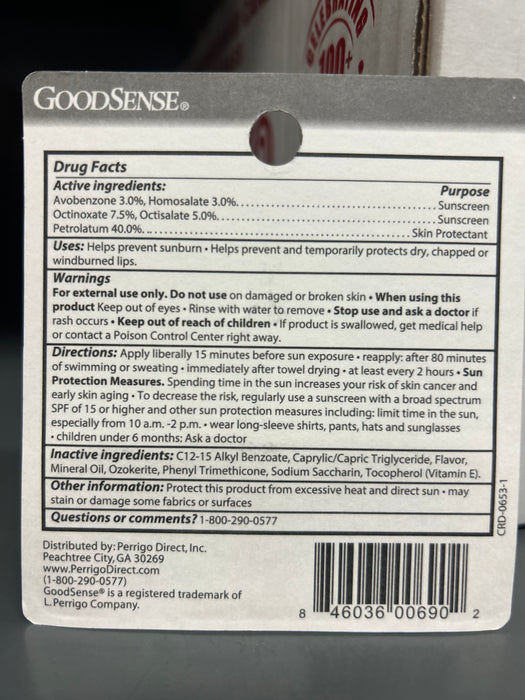 CELEBRATING
100+
GOODSENSE®
Drug Facts
Active ingredients: Purpose
Avobenzone 3.0%, Homosalate 3.0%. Sunscreen
Octinoxate 7.5%, Octisalate 5.0%. Sunscreen
Petrolatum 40.0%. Skin Protectant
Uses: Helps prevent sunburn • Helps prevent and temporarily protects dry, chapped or
windburned lips.
Warnings
For external use only. Do not use on damaged or broken skin • When using this
product Keep out of eyes • Rinse with water to remove • Stop use and ask a doctor if
rash occurs • Keep out of reach of children • If product is swallowed, get medical help
or contact a Poison Control Center right away.
Directions: Apply liberally 15 minutes before sun exposure • reapply: after 80 minutes
of swimming or sweating • immediately after towel drying • at least every 2 hours • Sun
Protection Measures. Spending time in the sun increases your risk of skin cancer and
early skin aging • To decrease the risk, regularly use a sunscreen with a broad spectrum
SPF of 15 or higher and other sun protection measures including: limit time in the sun,
especially from 10 a.m. -2 p.m. • wear long-sleeve shirts, pants, hats and sunglasses
• children under 6 months: Ask a doctor
Inactive ingredients: C12-15 Alkyl Benzoate, Caprylic/Capric Triglyceride, Flavor,
Mineral Oil, Ozokerite, Phenyl Trimethicone, Sodium Saccharin, Tocopherol (Vitamin E).
Other information: Protect this product from excessive heat and direct sun • may
stain or damage some fabrics or surfaces
Questions or comments? 1-800-290-0577
CRD-0653-1
Distributed by: Perrigo Direct, Inc.
Peachtree City, GA 30269
www.PerrigoDirect.com
(1-800-290-0577)
GoodSense® is a registered trademark of
L. Perrigo Company.
8 46036 00690 2